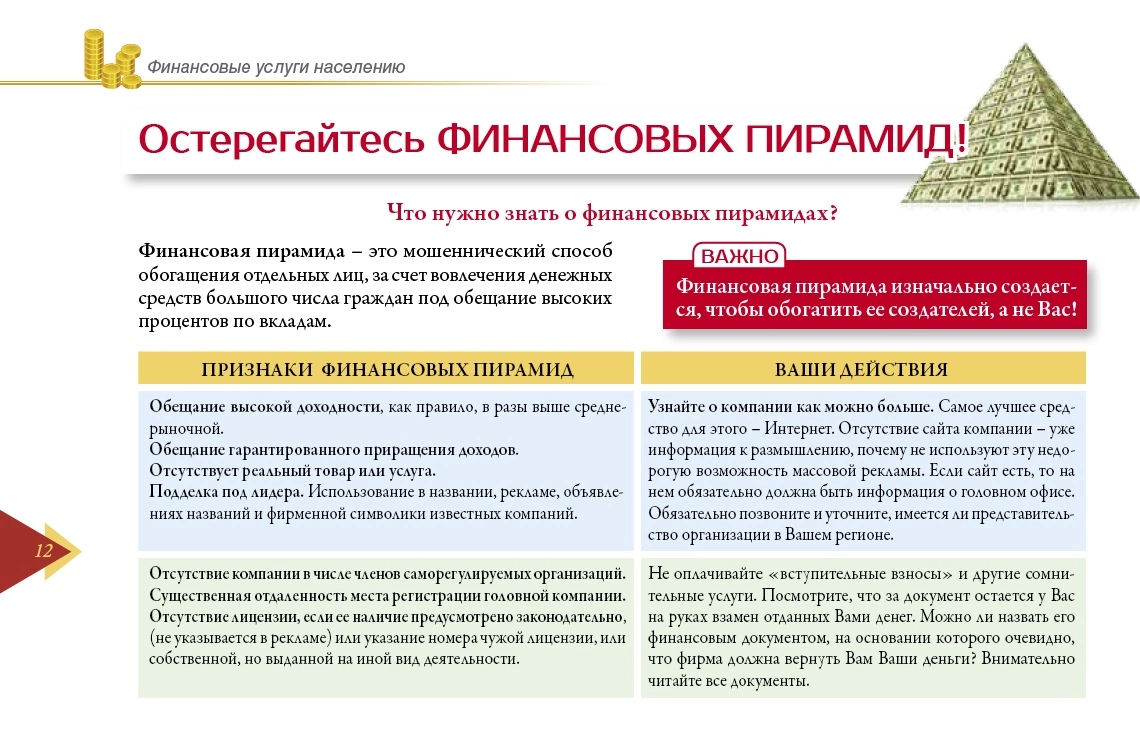 Финансовые услуги населению
Остерегайтесь ФИНАНСОВЫХ ПИРАМИД!
Что нужно знать о финансовых пирамидах?
Финансовая пирамида – это мошеннический способ
обогащения отдельных лиц, за счет вовлечения денежных
средств большого числа граждан под обещание высоких
процентов по вкладам.
ВАЖНО
Финансовая пирамида изначально создает-
ся, чтобы обогатить ее создателей, а не Вас!
ПРИЗНАКИ ФИНАНСОВЫХ ПИРАМИД
ВАШИ ДЕЙСТВИЯ
Обещание высокой доходности, как правило, в разы выше средне-
рыночной.
Обещание гарантированного приращения доходов.
Отсутствует реальный товар или услуга.
Подделка под лидера. Использование в названии, рекламе, объявле-
ниях названий и фирменной символики известных компаний.
Узнайте о компании как можно больше. Самое лучшее сред-
ство для этого – Интернет. Отсутствие сайта компании – уже
информация к размышлению, почему не используют эту недо-
рогую возможность массовой рекламы. Если сайт есть, то на
нем обязательно должна быть информация о головном офисе.
Обязательно позвоните и уточните, имеется ли представитель-
ство организации в Вашем регионе.
12
Отсутствие компании в числе членов саморегулируемых организаций.
Существенная отдаленность места регистрации головной компании.
Отсутствие лицензии, если ее наличие предусмотрено законодательно,
(не указывается в рекламе) или указание номера чужой лицензии, или
собственной, но выданной на иной вид деятельности.
Не оплачивайте «вступительные взносы» и другие сомни-
тельные услуги. Посмотрите, что за документ остается у Вас
на руках взамен отданных Вами денег. Можно ли назвать его
финансовым документом, на основании которого очевидно,
что фирма должна вернуть Вам Ваши деньги? Внимательно
читайте все документы.